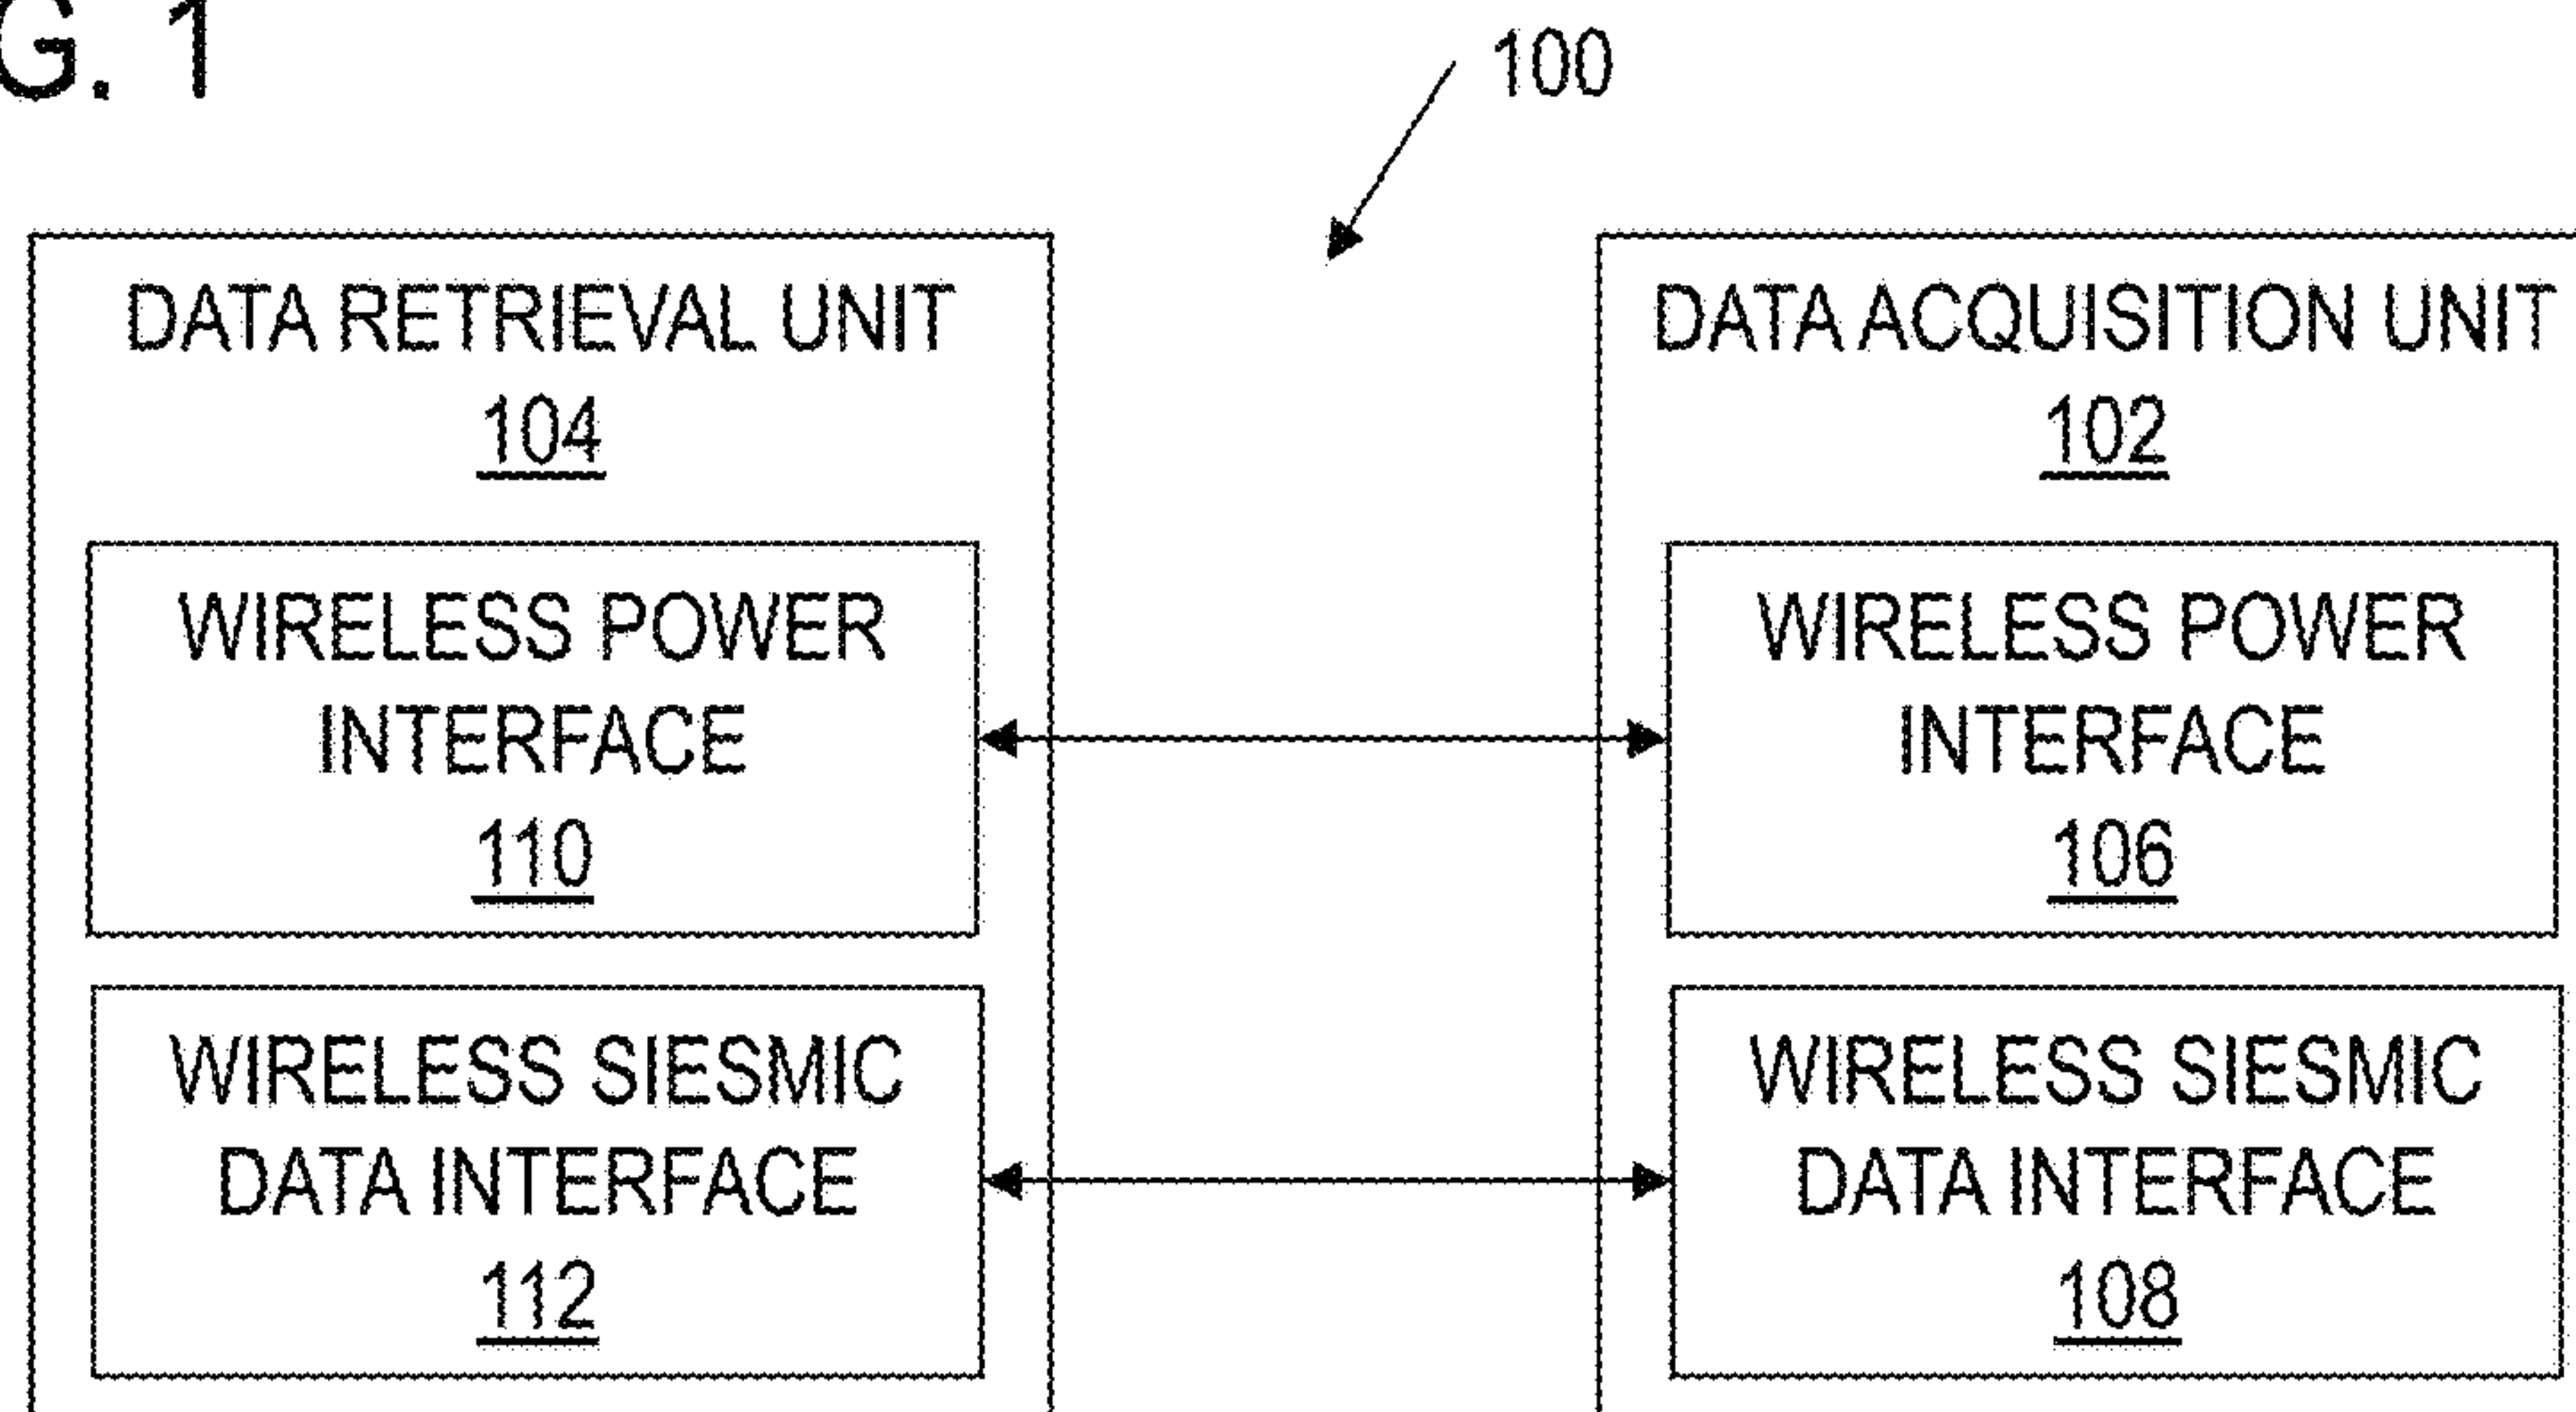 G. 1
100
DATA RETRIEVAL UNIT
104
WIRELESS POWER
INTERFACE
110
WIRELESS SIESMIC
DATA INTERFACE
112
DATA ACQUISITION UNIT
102
WIRELESS POWER
INTERFACE
106
WIRELESS SIESMIC
DATA INTERFACE
108